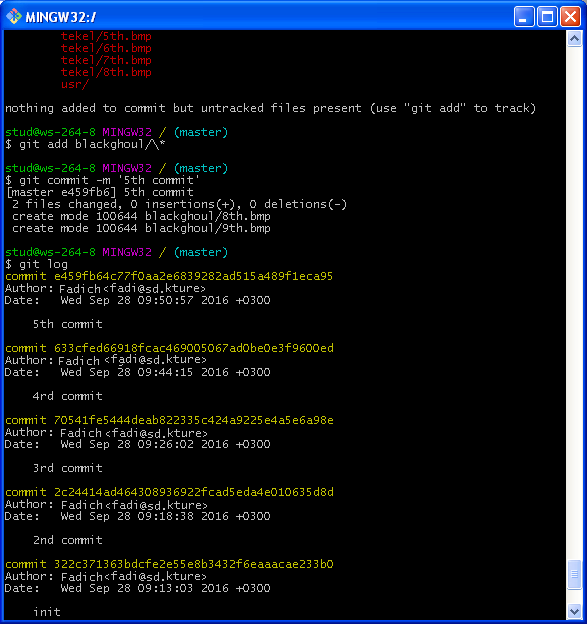 MINGW32:/
tekel/5th.bmp
tekel/6th.bmp
tekel/7th.bmp
tekel/8th.bmp
usr/
nothing added to commit but untracked files present (use "git add" to track)
stud@ws-264-8 MINGW32 / (master)
$ git add blackghoul/\*
stud@ws-264-8 MINGW32 / (master)
$ git commit -m '5th commit'
[master e459fb6] 5th commit
2 files changed, 0 insertions(+), 0 deletions(-)
create mode 100644 blackghoul/8th.bmp
create mode 100644 blackghoul/9th.bmp
stud@ws-264-8 MINGW32 / (master)
$ git log
commit e459fb64c77f0aa2e6839282ad515a489f1eca95
Author: Fadich<fadi@sd.kture>
Date: Wed Sep 28 09:50:57 2016 +0300
5th commit
commit 633cfed66918fcac469005067ad0be0e3f9600ed
Author: Fadich <fadi@sd.kture>
Date: Wed Sep 28 09:44:15 2016 +0300
4rd commit
commit 70541fe5444deab822335c424a9225e4a5e6a98e
Author: Fadich<fadi@sd.kture>
Date: Wed Sep 28 09:26:02 2016 +0300
3rd commit
commit 2c24414ad464308936922fcad5eda4e010635d8d
Author: Fadich<fadi@sd.kture>
Date: Wed Sep 28 09:18:38 2016 +0300
2nd commit
commit 322c371363bdcfe2e55e8b3432f6eaaacae233b0
Author: Fadich<fadi@sd.kture>
Date: Wed Sep 28 09:13:03 2016 +0300
init